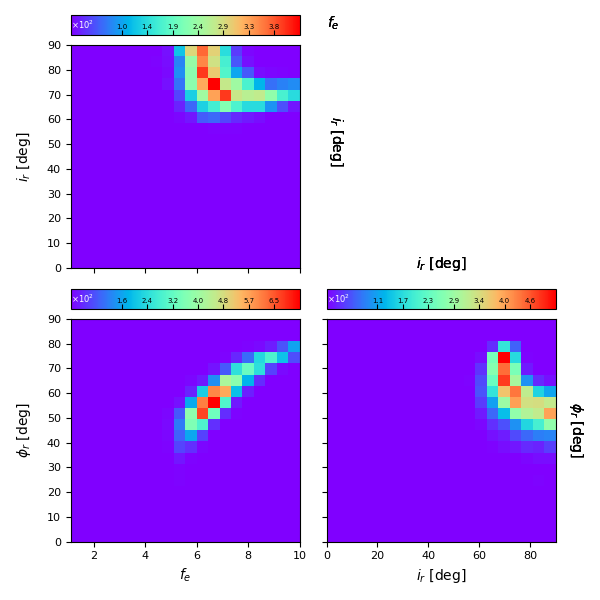 ×10² 1.0 1.4 1.9 2.4 2.9 3.3 3.8
f_e
90
80
70
60
50
40
30
20
10
0
i_r [deg]
i_r [deg]
i_r [deg]
×10² 1.6 2.4 3.2 4.0 4.8 5.7 6.5
×10² 1.1 1.7 2.3 2.9 3.4 4.0 4.6
90
80
70
60
50
40
30
20
10
0
ϕ_r [deg]
ϕ_r [deg]
2 4 6 8 10
0 20 40 60 80
f_e
i_r [deg]